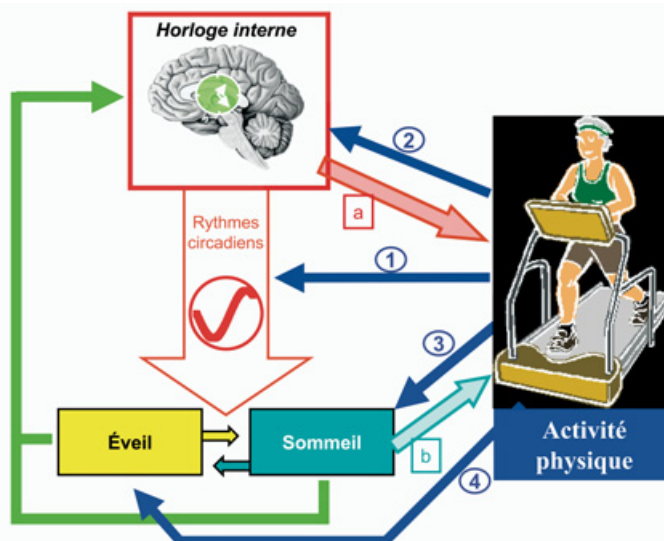 Horloge interne
2
a
Rythmes
circadiens
1
3
Éveil
Sommeil
b
4
Activité
physique